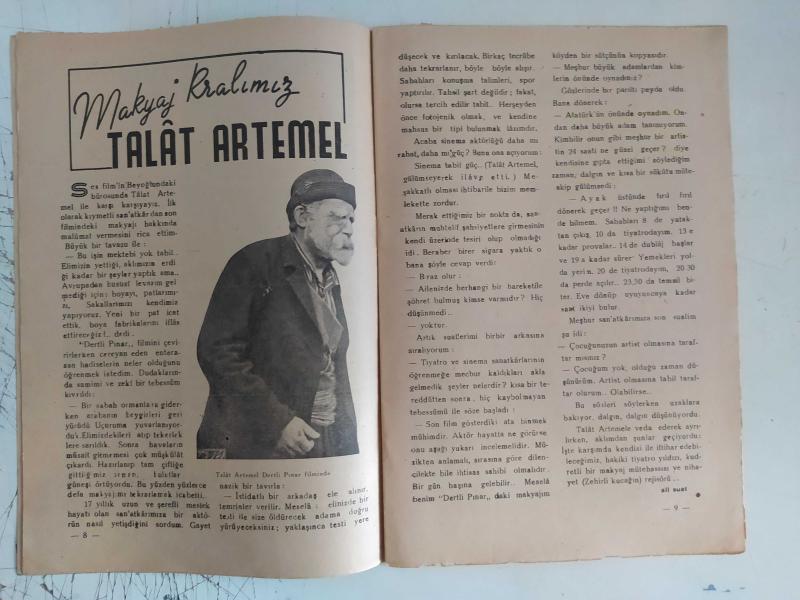 Makyaj Kralımız
TALÂT ARTEMEL
Ses film'in Beyoğlundaki
bürosunda Tâlat Arte-
mel ile karşı karşıyayız. İlk
olarak kıymetli san'atkârdan son
filmindeki makyajı hakkında
malûmat vermesini rica ettim.
Büyük bir tavazu ile :
— Bu işin mektebi yok tabiî.
Elimizin yettiği, aklımızın erdi
ği kadar bir şeyler yaptık ama..
Avrupadan hususî levazım gel
mediği için; boyayı, patlarımı-
zı, Sakallarımızı kendimiz
yapıyoruz. Yeni bir pat icat
ettik, boya fabrikalarını iflâs
ettireceğiz!.. dedi .
"Dertli Pınar,, filmini çevi-
rirlerken cereyan eden enteras-
san hadiselerin neler olduğunu
öğrenmek istedim. Dudakların-
da samimî ve zekî bir tebessüm
kıvrıldı :
— Bir sabah ormanlara gider-
ken arabanın beygirleri geri
yürüdü Uçuruma yuvarlanıyor-
duk. Elimizdekileri atıp tekerlek
lere sarıldık. Sonra havaların
müsait gitmemesi çok müşkülât
çıkardı. Hazırlanıp tam çiftliğe
gittiğimiz bulutlar
güneşi örtüyordu. Bu yüzden yüzlerce
defa makyajımı tekrarlamak icabetti.
17 yıllık uzun ve şerefli meslek
hayatı olan san'atkârımıza bir aktö-
rün nasıl yetişdiğini sordum. Gayet
— 8 —
Talât Artemel Dertli Pınar filminde
nazik bir tavırla :
— İstidatlı bir arkadaş ele alınır,
temrinler verilir. Meselâ : elinizde bir
testi ile size öldürecek adama doğru
yürüyeceksiniz ; yaklaşınca testi yere
düşecek ve kırılacak. Birkaç tecrübe
daha tekrarlanır, böyle böyle alışır.
Sabahları konuşma talimleri, spor
yaptırılır. Tahsil şart değildir ; fakat,
olursa tercih edilir tabiî.. Herşeyden
önce fotojenik olmak, ve kendine
mahsus bir tipi bulunmak lâzımdır.
Acaba sinema aktörlüğü daha mı
rahat, daha mı güç? Bunu ona açıyorum :
Sinema tabiî güç.. (Talât Artemel,
gülümseyerek ilâve etti.) Me-
şakkatli olması itibarile bizim mem-
lekette zordur.
Merak ettiğimiz bir nokta da, san-
atkârın muhtelif şahsiyetlere girmesinin
kendi üzerinde tesiri olup olmadığı
idi. Beraber birer sigara yaktık o
bana şöyle cevap verdi:
— Biraz olur :
— Ailenizde herhangi bir hareketile
şöhret bulmuş kimse varmıdır? Hiç
düşünmedi..
— yoktur.
Artık suallerimi birbir arkasına
sıralıyorum :
— Tiyatro ve sinema sanatkârlarının
öğrenmeğe mecbur kaldıkları akla
gelmedik şeyler nelerdir? kısa bir te-
reddütten sonra, hiç kaybolmayan
tebessümü ile söze başladı :
— Son film gösterdiki ata binmek
mühimdir. Aktör hayatta ne görürse
onu aşağı yukarı incelemelidir. Mü-
zikten anlamalı, sırasına göre dilen-
cilikte bile ihtisas sahibi olmalıdır.
Bir gün başına gelebilir.. Meselâ
benim "Dertli Pınar,, daki makyajım
köyden bir sütçünün kopyasıdır.
— Meşhur büyük adamlardan kim-
lerin önünde oynadınız?
Gözlerinde bir parıltı peyda oldu.
Bana dönerek :
— Atatürk'ün önünde oynadım. On-
dan daha büyük adam tanımıyorum.
Kimbilir onun gibi meşhur bir artis-
tin 24 saati ne güzel geçer? diye
kendisine gıpta ettiğimi söylediğim
zaman, dalgın ve kısa bir sükûtu müte-
akip gülümsedi :
— Ayak üstünde fırıl fırıl
dönerek geçer!! Ne yaptığımı ben-
de bilmem. Sabahları 8 de yatak-
tan çıkış, 10 da tiyatrodayım. 13 e
kadar provalar.. 14 de dublâj başlar
ve 19 a kadar sürer Yemekleri yol-
da yerim. 20 de tiyatrodayım, 20.30
da perde açılır.. 23,30 da temsil bi-
ter. Eve dönüp uyuyuncaya kadar
saat ikiyi bulur.
Meşhur san'atkârımıza son sualim
şu idi :
— Çocuğunuzun artist olmasına taraf-
tar mısınız?
— Çocuğum yok, olduğu zaman dü-
şünürüm. Artist olmasına tabiî taraf-
tar olurum.. Olabilirse..
Bu sözleri söylerken uzaklara
bakıyor, dalgın, dalgın düşünüyordu.
Talât Artemele veda ederek ayrı-
lırken, aklımdan şunlar geçiyordu:
İşte karşımda kendisi ile iftihar edebi-
leceğimiz, hakiki tiyatro yıldızı, kud-
retli bir makyaj mütehassısı ve niha-
yet (Zehirli kucağın) rejisörü ..
ali suat
— 9 —